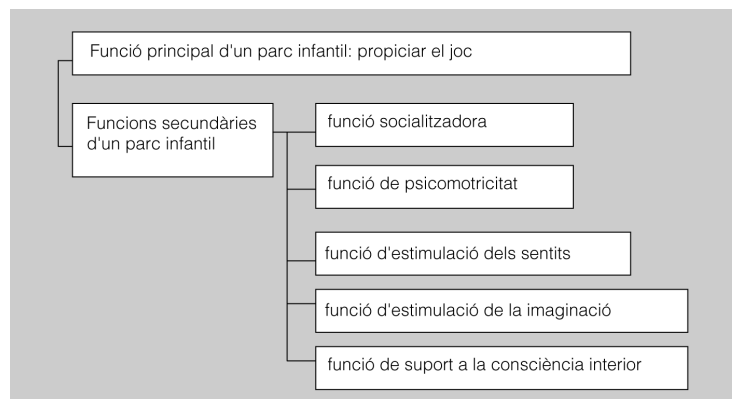 Funció principal d'un parc infantil: propiciar el joc
Funcions secundàries
d'un parc infantil
funció socialitzadora
funció de psicomotricitat
funció d'estimulació dels sentits
funció d'estimulació de la imaginació
funció de suport a la consciència interior